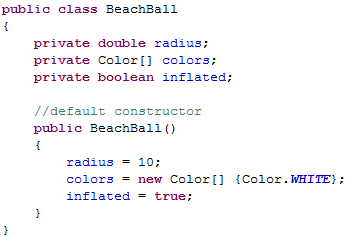 public class BeachBall
{
    private double radius;
    private Color[] colors;
    private boolean inflated;

    //default constructor
    public BeachBall()
    {
        radius = 10;
        colors = new Color[] {Color.WHITE};
        inflated = true;
    }
}